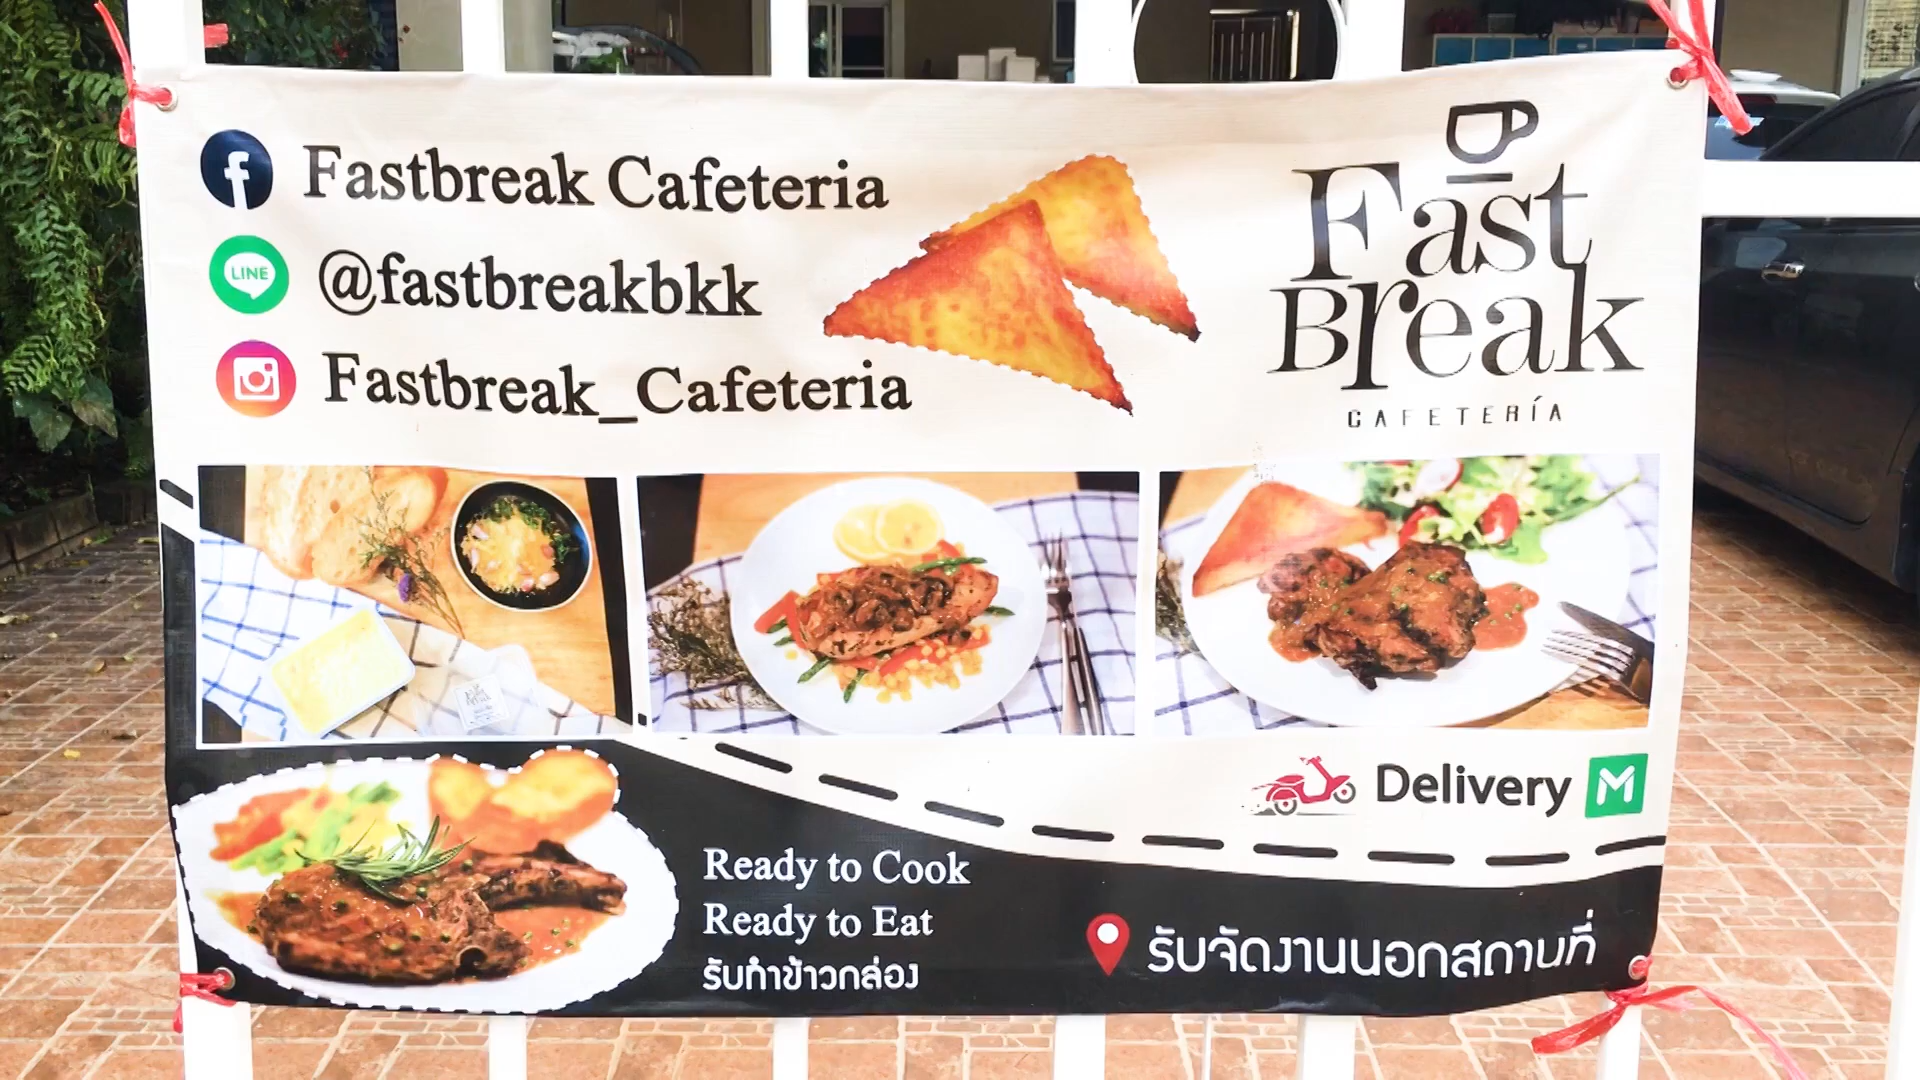 Fastbreak Cafeteria
LINE
@fastbreakbkk
Fastbreak_Cafeteria
Fast
Break
CAFETERÍA
Delivery
Ready to Cook
Ready to Eat
รับทำข้าวกล่อง
รับจัดงานนอกสถานที่